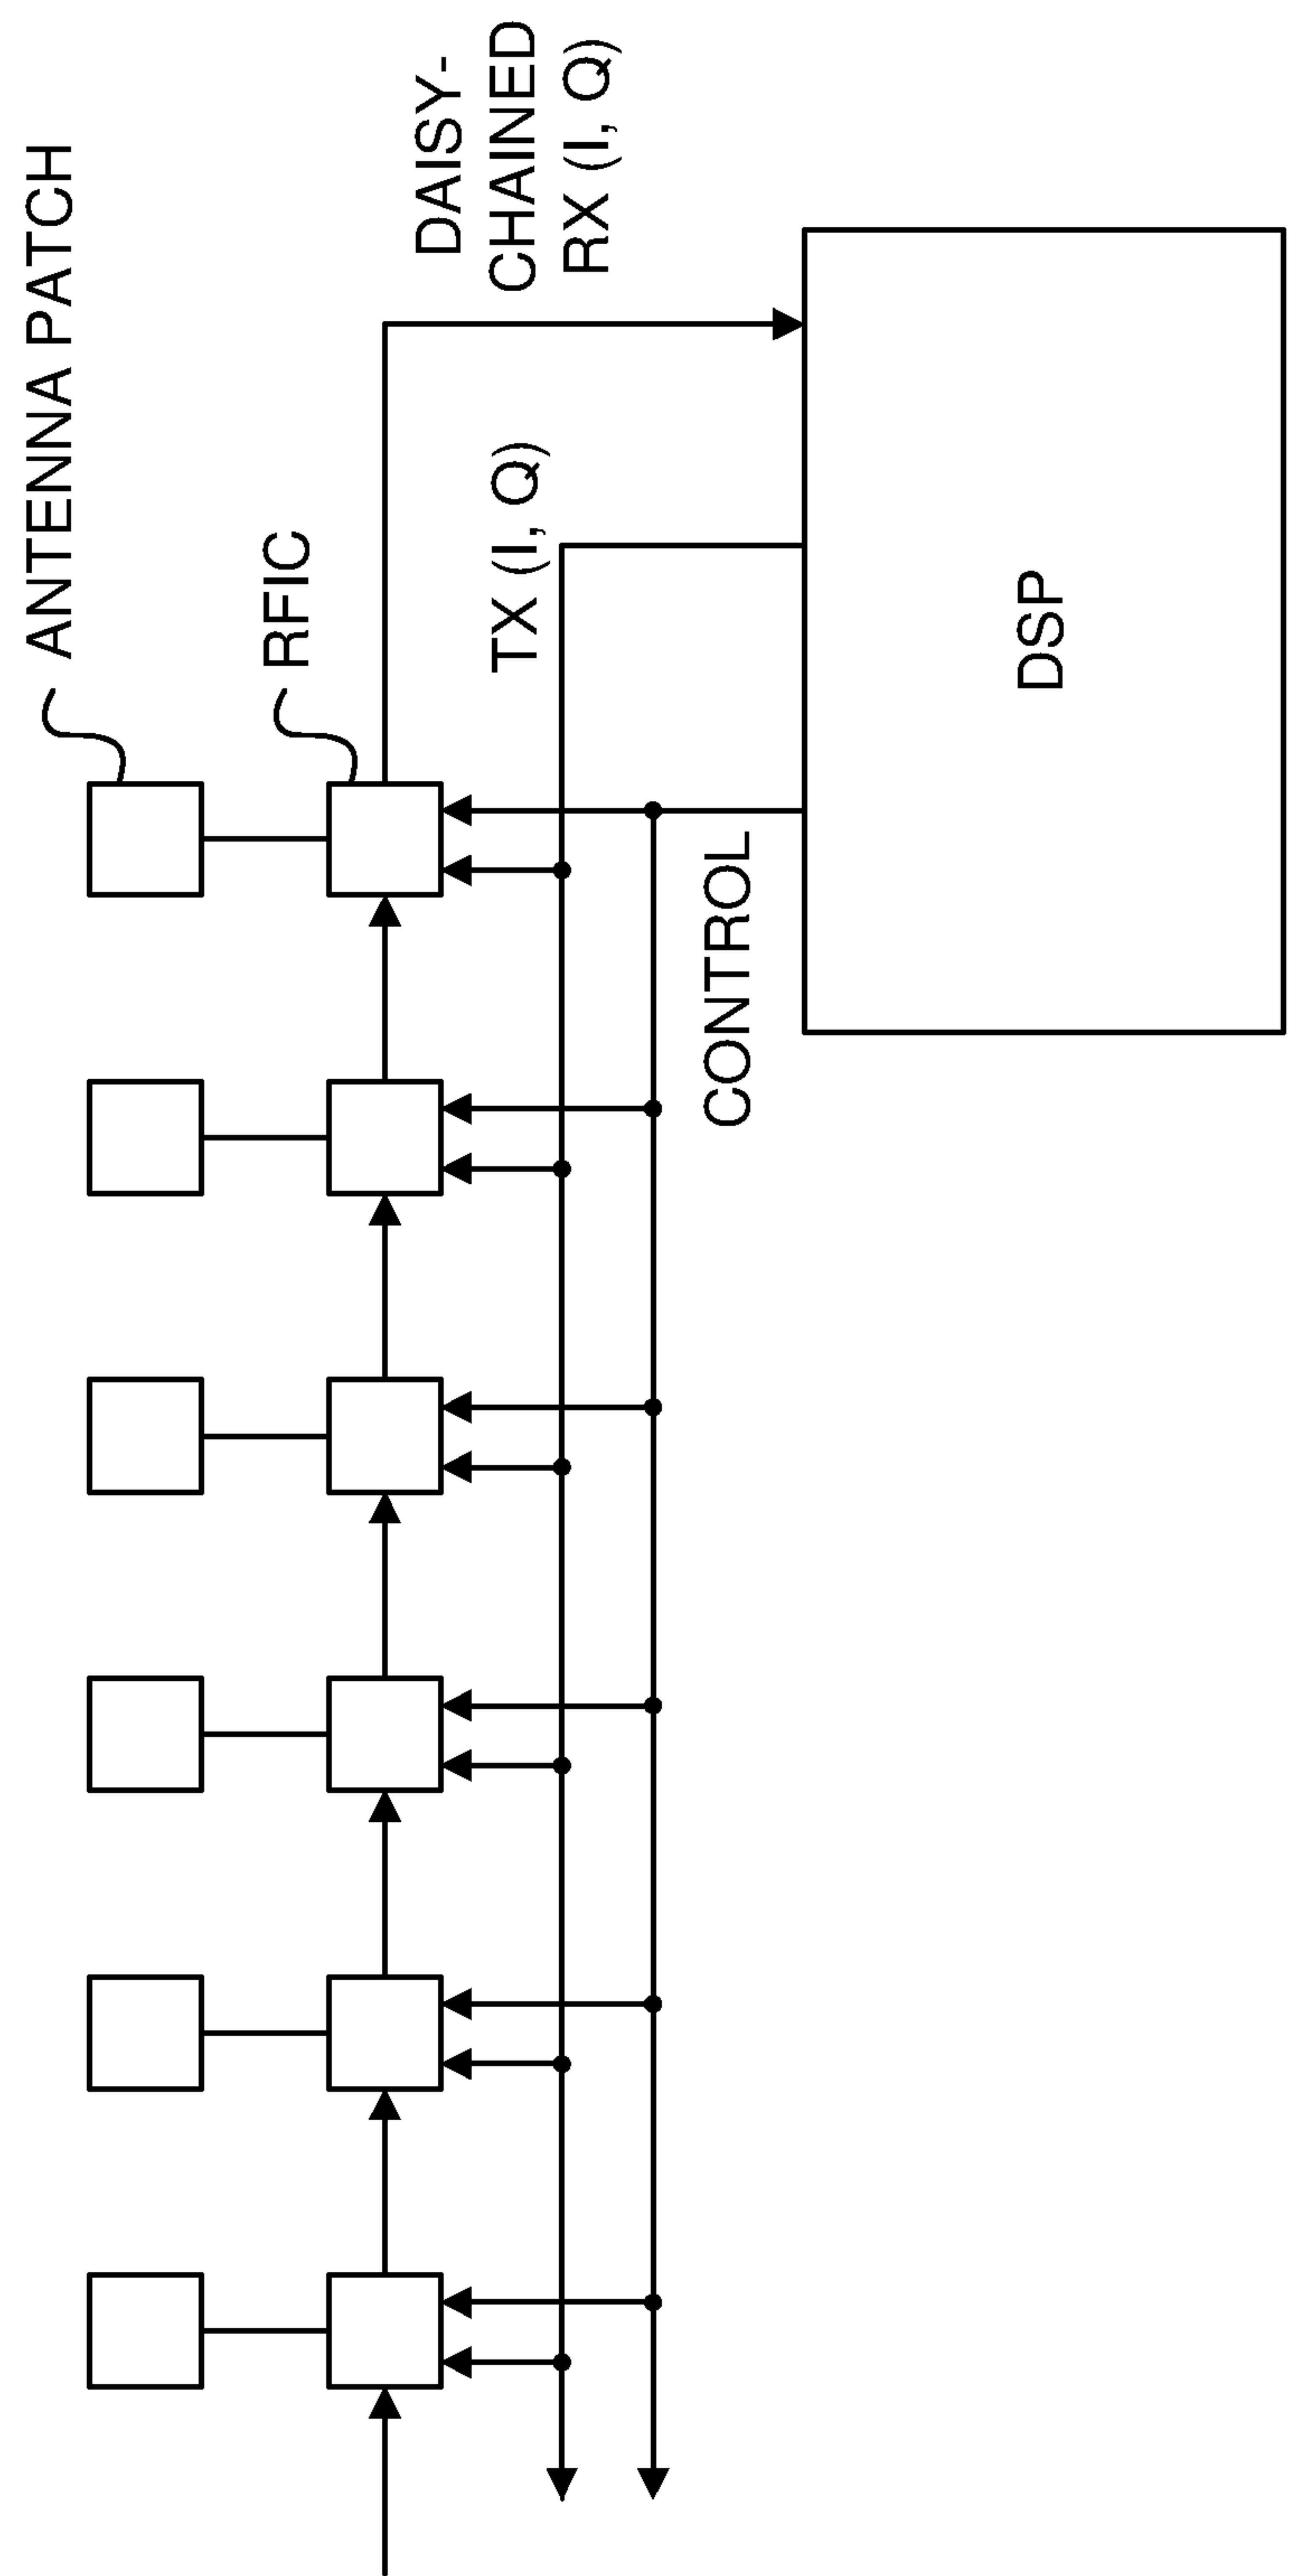 ANTENNA PATCH
RFIC
DAISY-
CHAINED
RX (I, Q)
TX (I, Q)
CONTROL
DSP